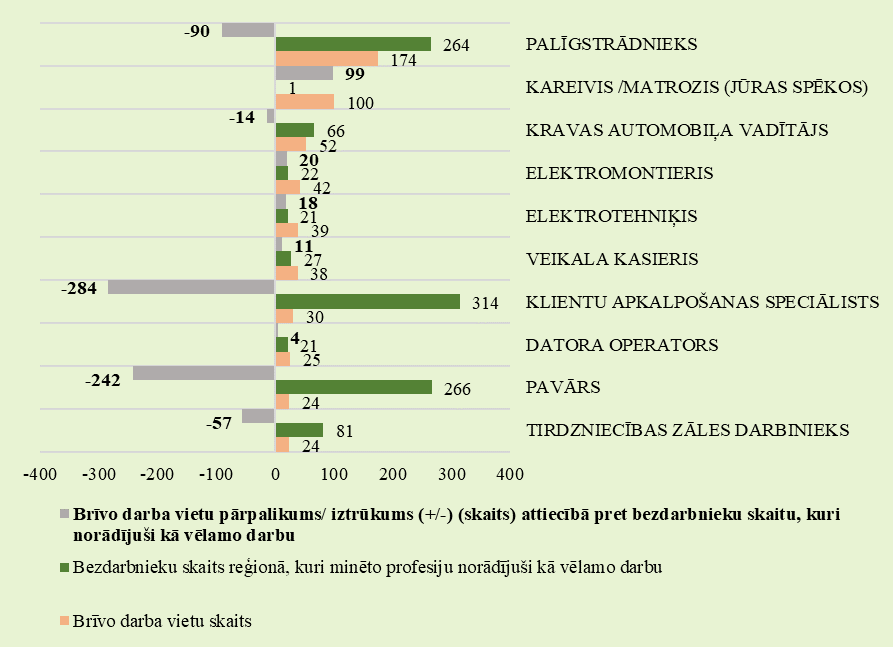 -90
264
PALĪGSTRĀDNIEKS
174
99
1
KAREIVIS /MATROZIS (JŪRAS SPĒKOS)
100
-14
66
KRAVAS AUTOMOBIĻA VADĪTĀJS
52
20
22
ELEKTROMONTIERIS
42
18
21
ELEKTROTEHNIĶIS
39
11
27
VEIKALA KASIERIS
38
-284
314
KLIENTU APKALPOŠANAS SPECIĀLISTS
30
4
21
DATORA OPERATORS
25
-242
266
PAVĀRS
24
-57
81
TIRDZNIECĪBAS ZĀLES DARBINIEKS
24
-400 -300 -200 -100 0 100 200 300 400
Brīvo darba vietu pārpalikums/ iztrūkums (+/-) (skaits) attiecībā pret bezdarbnieku skaitu, kuri
norādījuši kā vēlamo darbu
Bezdarbnieku skaits reģionā, kuri minēto profesiju norādījuši kā vēlamo darbu
Brīvo darba vietu skaits